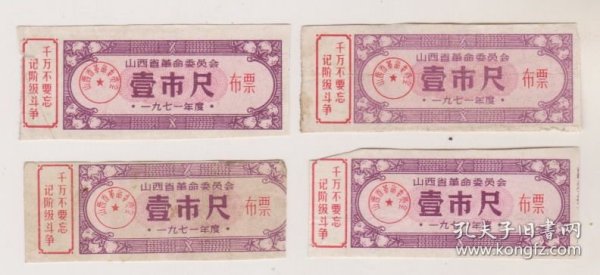 千万不要忘
记阶级斗争
山西省革命委员会
壹市尺 布票
·一九七一年度·
千万不要忘
记阶级斗争
山西省革命委员会
壹市尺 布票
·一九七一年度·
千万不要忘
记阶级斗争
山西省革命委员会
壹市尺 布票
·一九七一年度·
千万不要忘
记阶级斗争
山西省革命委员会
壹市尺 布票
·一九七一年度·
孔夫子旧书网
www.kongfz.com